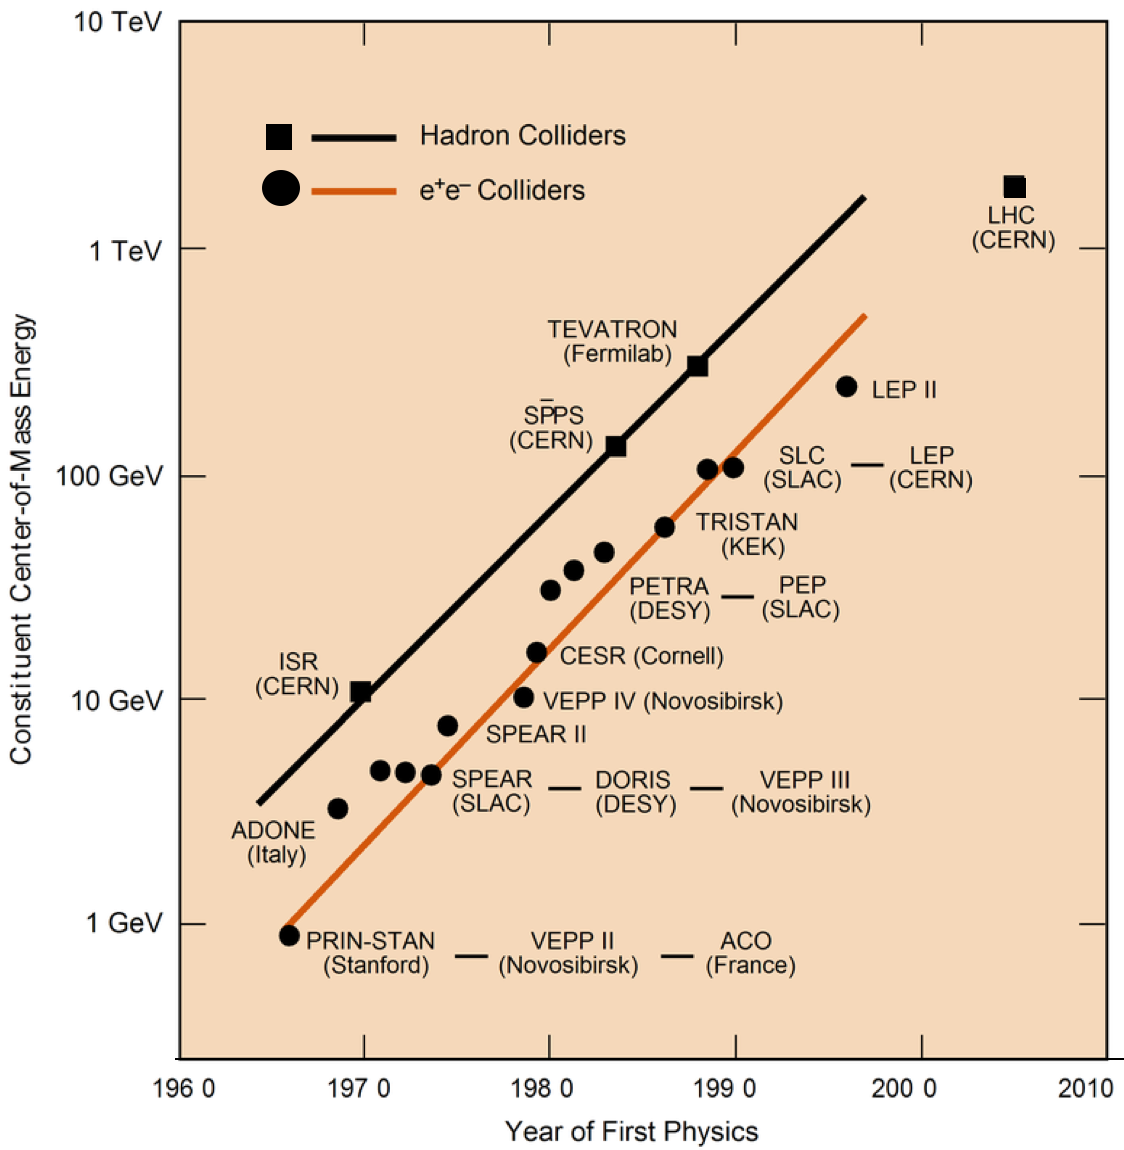 10 TeV
Hadron Colliders
e⁺e⁻ Colliders
LHC
(CERN)
1 TeV
TEVATRON
(Fermilab)
LEP II
SP̅PS
(CERN)
SLC — LEP
(SLAC) (CERN)
100 GeV
TRISTAN
(KEK)
PETRA — PEP
(DESY) (SLAC)
CESR (Cornell)
ISR
(CERN)
10 GeV
VEPP IV (Novosibirsk)
SPEAR II
SPEAR — DORIS — VEPP III
(SLAC) (DESY) (Novosibirsk)
ADONE
(Italy)
1 GeV
PRIN-STAN — VEPP II — ACO
(Stanford) (Novosibirsk) (France)
Constituent Center-of-Mass Energy
196 0 197 0 198 0 199 0 200 0 2010
Year of First Physics